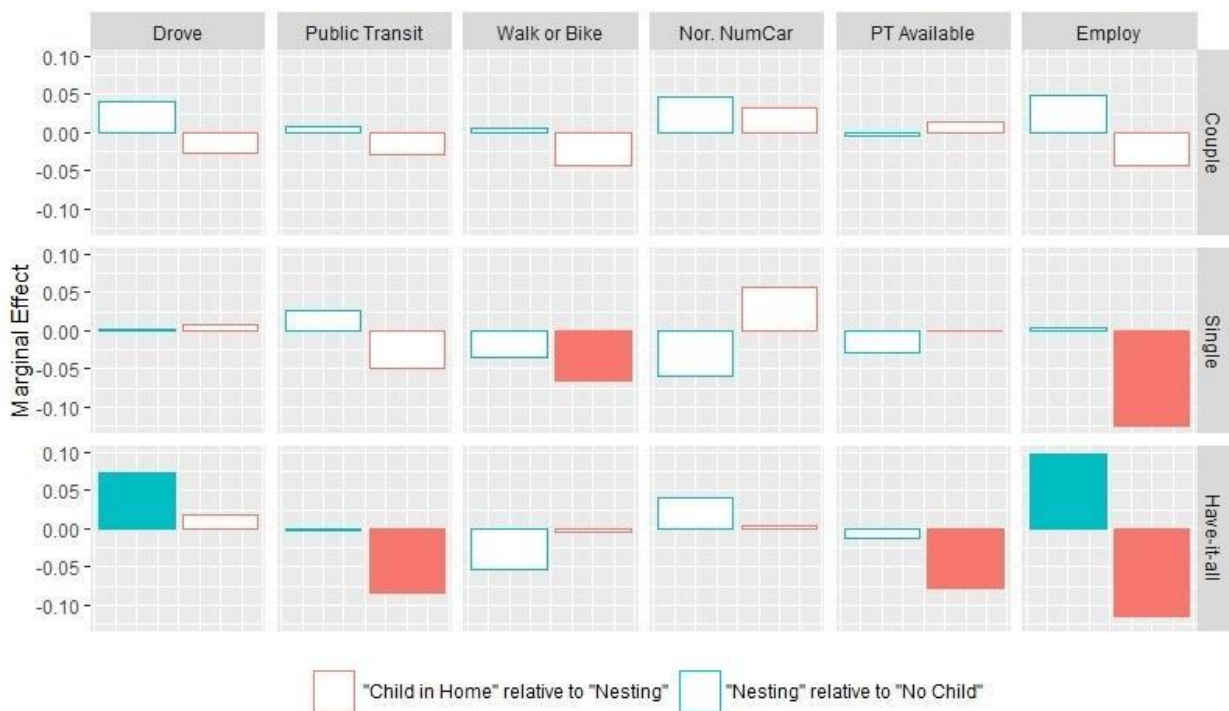 Drove Public Transit Walk or Bike Nor. NumCar PT Available Employ
0.10
0.05
0.00
-0.05
-0.10
Couple
0.10
0.05
0.00
-0.05
-0.10
Single
0.10
0.05
0.00
-0.05
-0.10
Have-it-all
Marginal Effect
"Child in Home" relative to "Nesting" "Nesting" relative to "No Child"